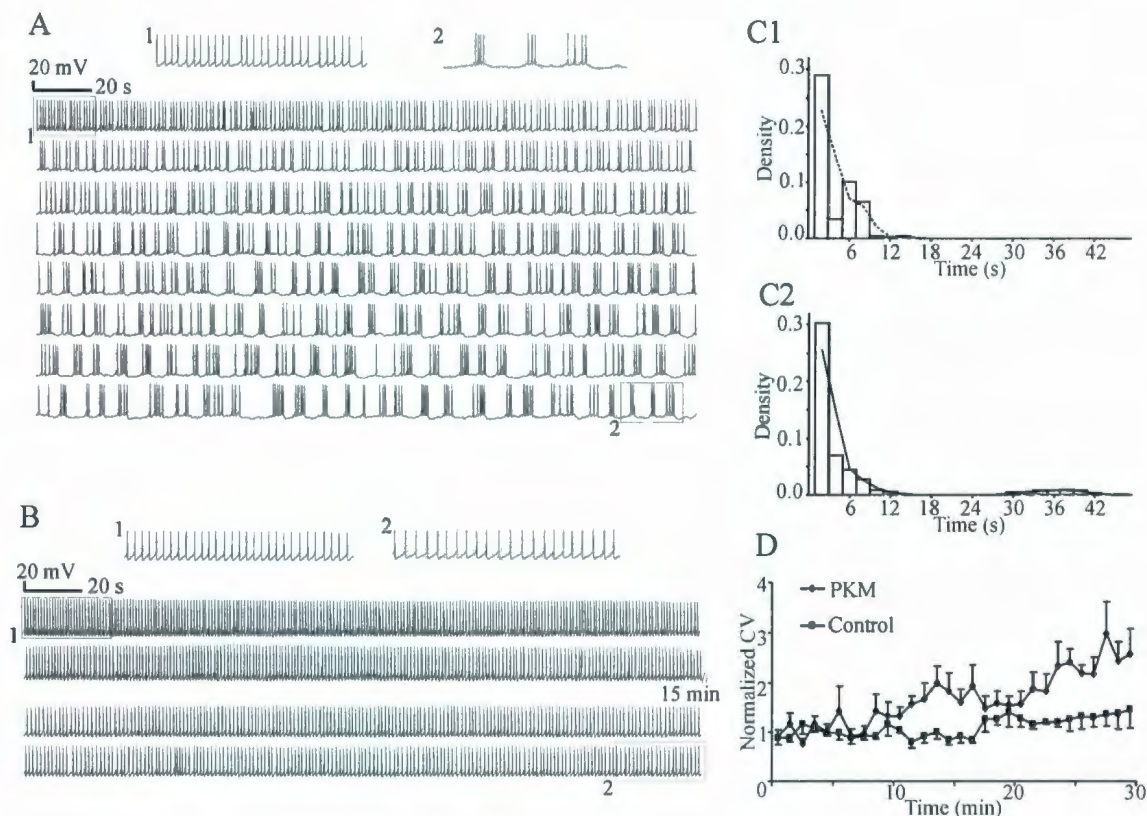 A
1
2
20 mV
20 s
1
2
B
1
2
20 mV
20 s
1
15 min
2
C1
0.3
0.2
0.1
0.0
Density
6 12 18 24 30 36 42
Time (s)
C2
0.3
0.2
0.1
0.0
Density
6 12 18 24 30 36 42
Time (s)
D
4
3
2
1
0
Normalized CV
PKM
Control
10 20 30
Time (min)